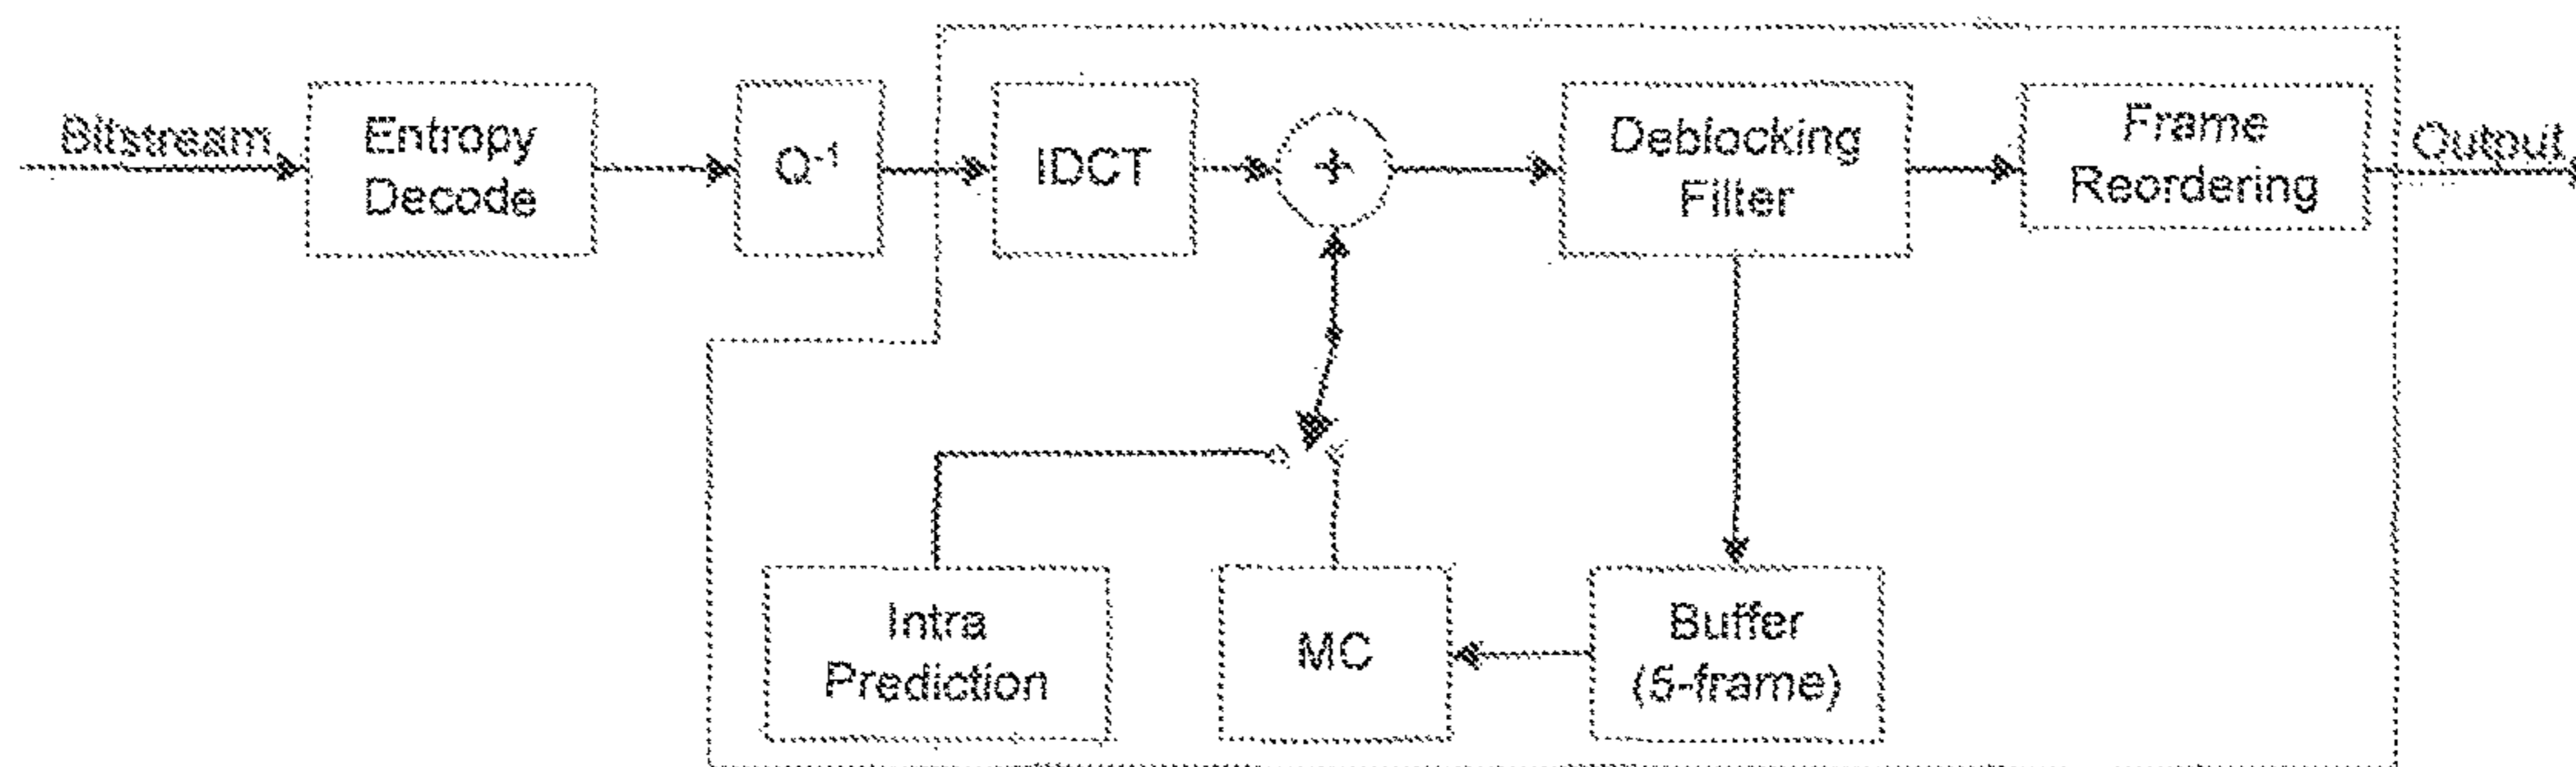 Bitstream
Entropy
Decode
Q-1
IDCT
+
Deblocking
Filter
Frame
Reordering
Output
Intra
Prediction
MC
Buffer
(5-frame)